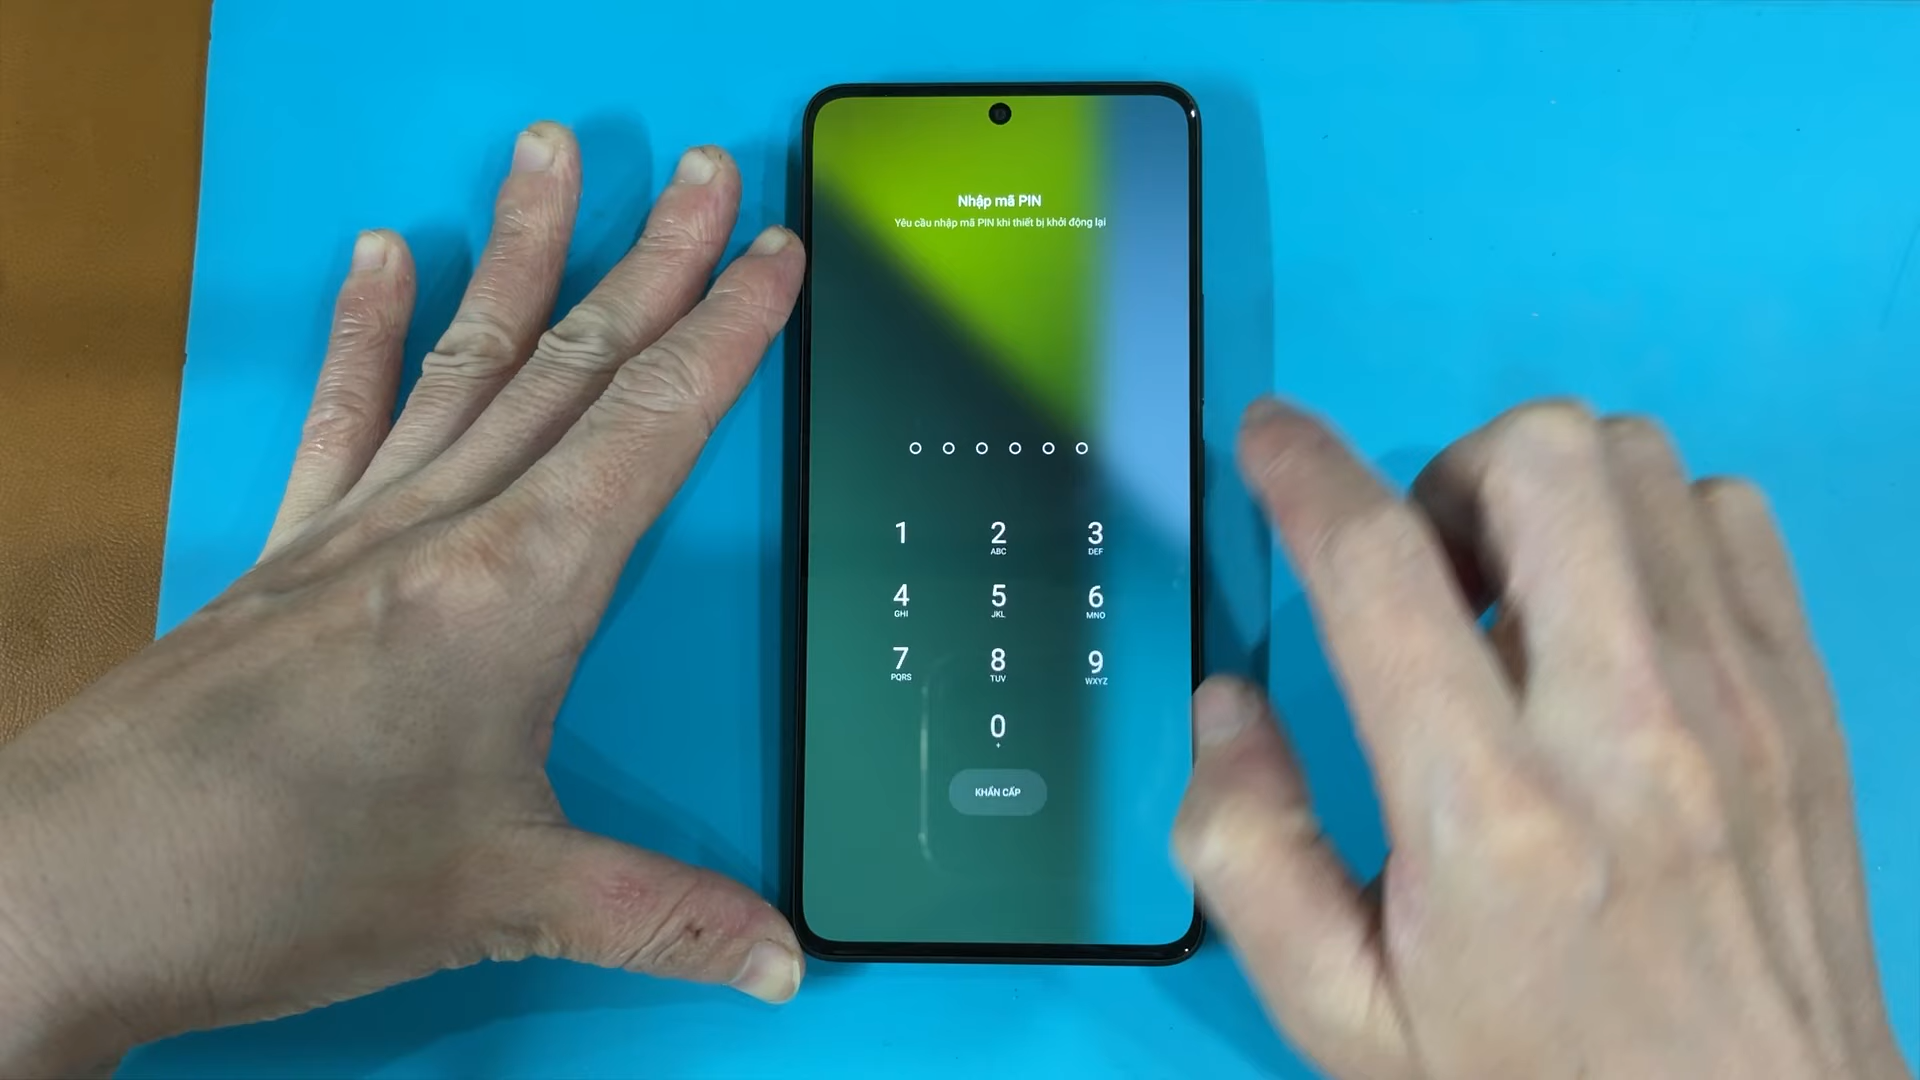 Nhập mã PIN
Yêu cầu nhập mã PIN khi thiết bị khởi động lại
1 2 3
ABC DEF
4 5 6
GHI JKL MNO
7 8 9
PQRS TUV WXYZ
0
+
KHẨN CẤP